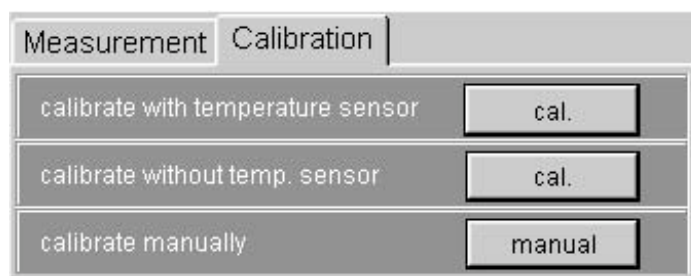 Measurement Calibration
calibrate with temperature sensor cal.
calibrate without temp. sensor cal.
calibrate manually manual